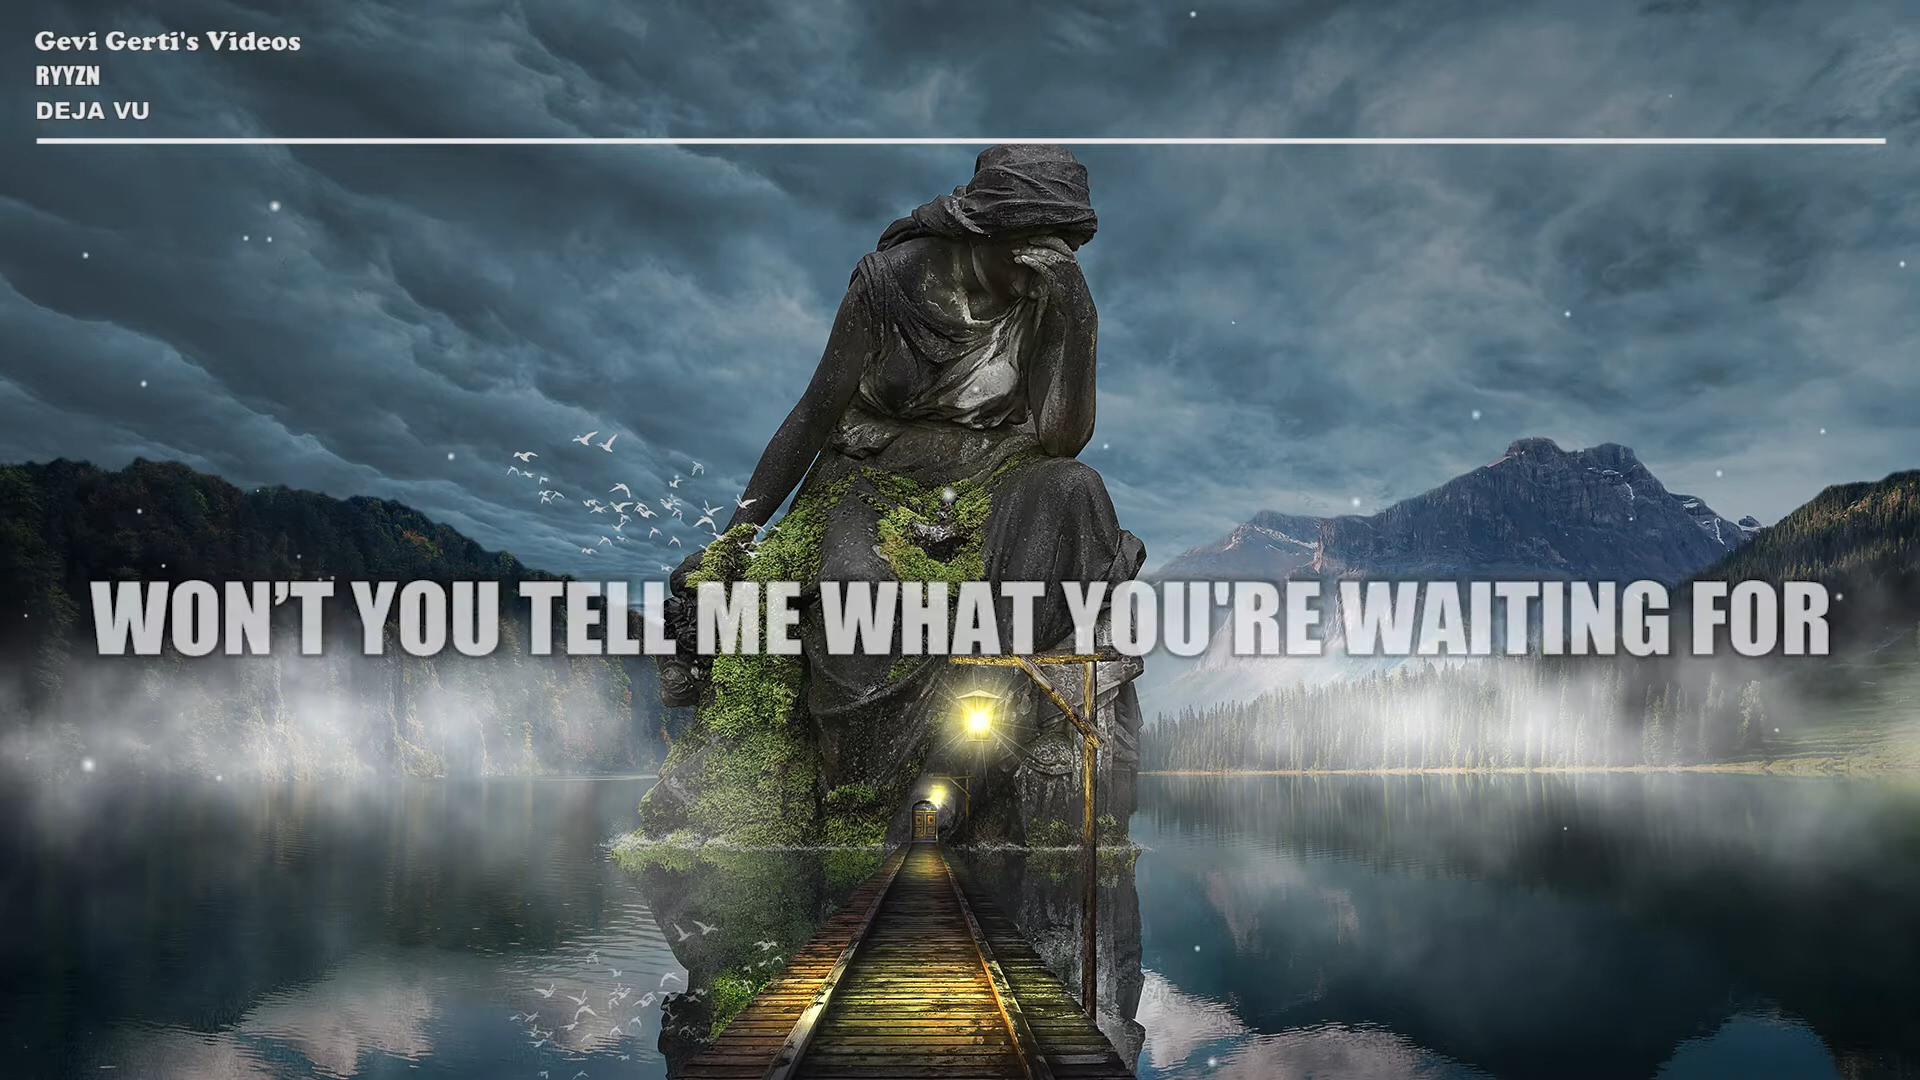 Gevi Gerti's Videos
RYYZN
DEJA VU
WON’T YOU TELL ME WHAT YOU'RE WAITING FOR